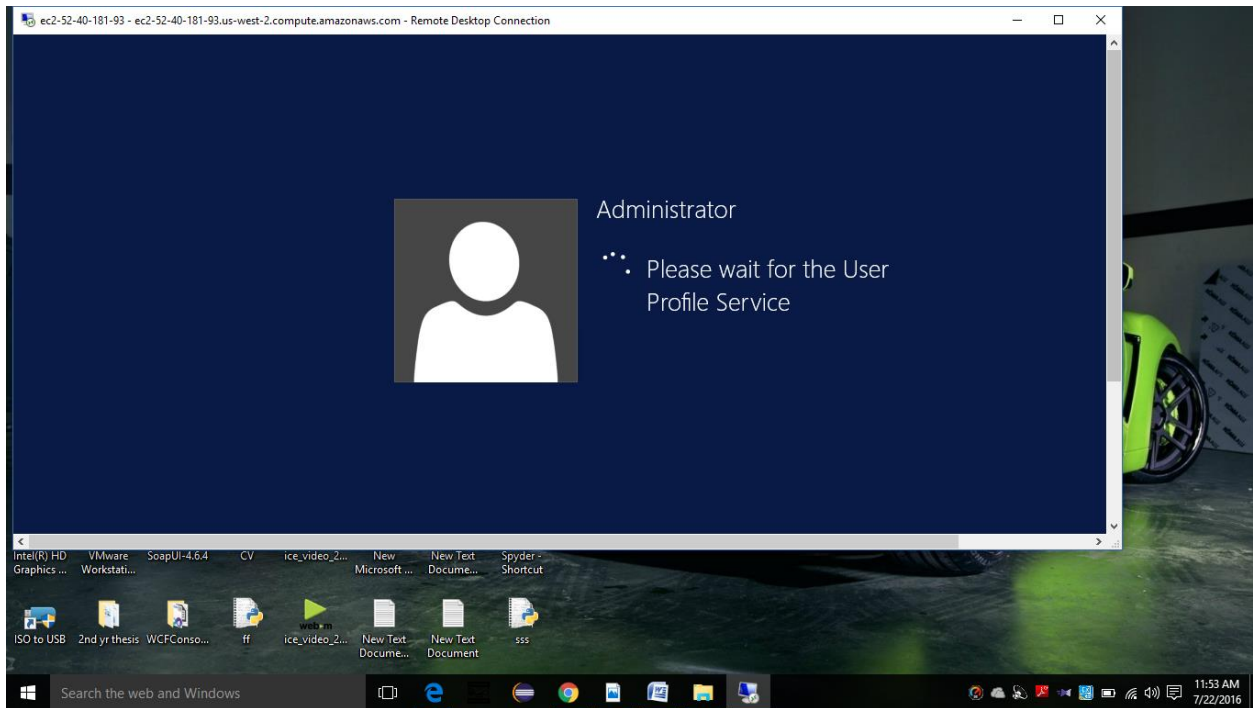 ec2-52-40-181-93 - ec2-52-40-181-93.us-west-2.compute.amazonaws.com - Remote Desktop Connection
Administrator
Please wait for the User
Profile Service
Intel(R) HD
Graphics ...
VMware
Workstati...
SoapUI-4.6.4
CV
ice_video_2...
New
Microsoft ...
New Text
Docume...
Spyder -
Shortcut
ISO to USB
2nd yr thesis
WCFConso...
ff
web-m
ice_video_2...
New Text
Docume...
New Text
Document
sss
Search the web and Windows
11:53 AM
7/22/2016